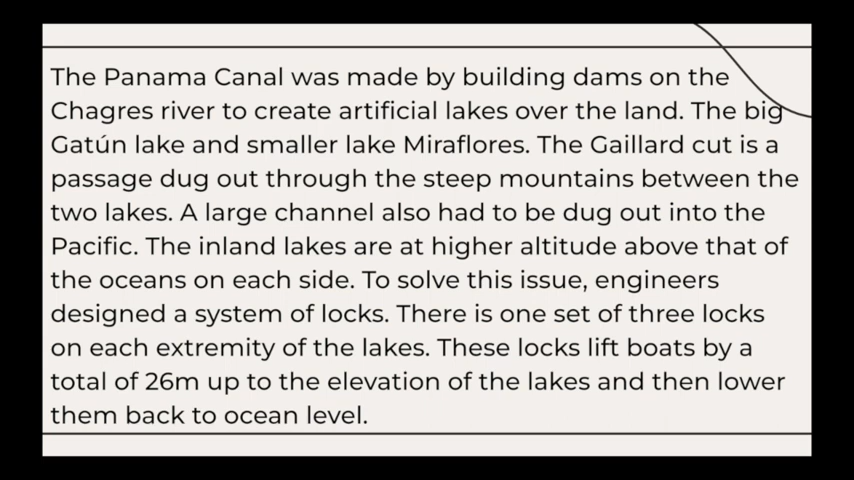 The Panama Canal was made by building dams on the
Chagres river to create artificial lakes over the land. The big
Gatún lake and smaller lake Miraflores. The Gaillard cut is a
passage dug out through the steep mountains between the
two lakes. A large channel also had to be dug out into the
Pacific. The inland lakes are at higher altitude above that of
the oceans on each side. To solve this issue, engineers
designed a system of locks. There is one set of three locks
on each extremity of the lakes. These locks lift boats by a
total of 26m up to the elevation of the lakes and then lower
them back to ocean level.